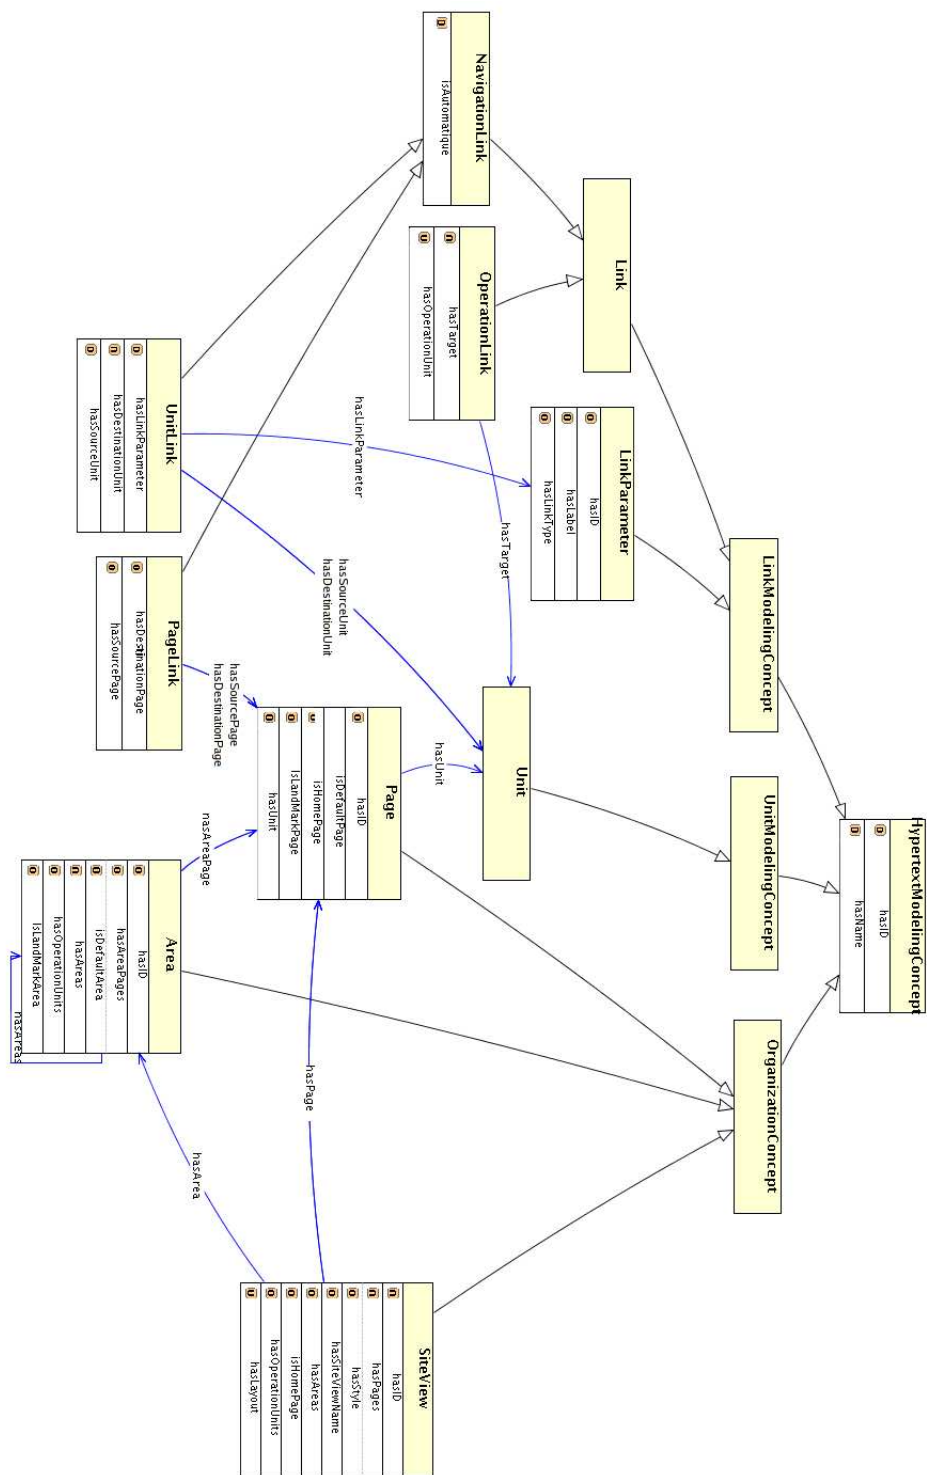 HypertextModelingConcept
hasID
hasName
LinkModelingConcept
UnitModelingConcept
OrganizationConcept
Link
LinkParameter
hasID
hasLabel
hasLinkType
Unit
NavigationLink
isAutomatique
OperationLink
hasTarget
hasOperationUnit
hasTarget
Page
hasID
isDefaultPage
isHomePage
IsLandMarkPage
hasUnit
hasUnit
SiteView
hasID
hasPages
hasStyle
hasSiteViewName
hasAreas
isHomePage
hasOperationUnits
hasLayout
hasLinkParameter
hasSourceUnit
hasDestinationUnit
hasPage
UnitLink
hasLinkParameter
hasDestinationUnit
hasSourceUnit
PageLink
hasDestinationPage
hasSourcePage
hasSourcePage
hasDestinationPage
hasAreaPage
Area
hasID
hasAreaPages
isDefaultArea
hasAreas
hasOperationUnits
IsLandMarkArea
hasAreas
hasArea